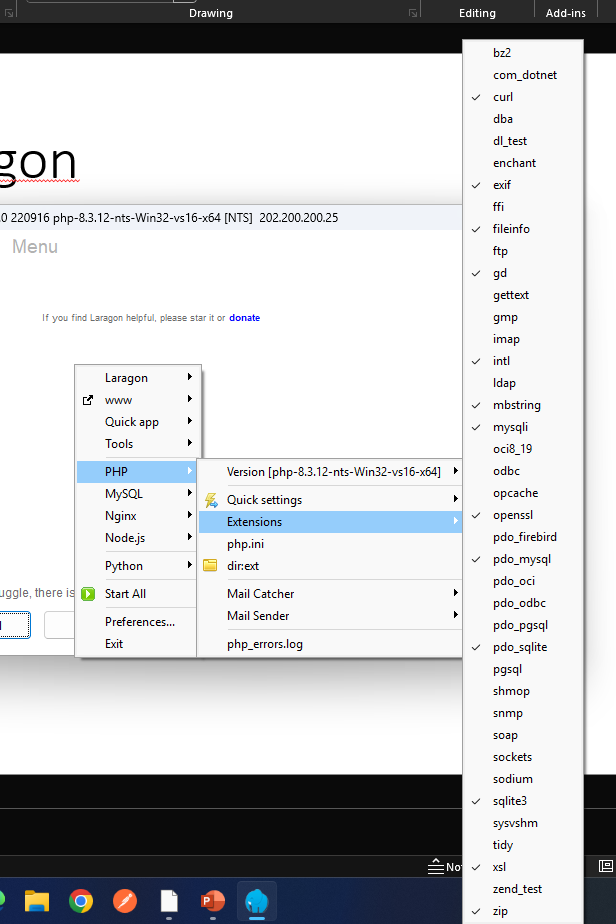 Drawing
Editing
Add-ins
gon
.0 220916 php-8.3.12-nts-Win32-vs16-x64 [NTS]  202.200.200.25
Menu
If you find Laragon helpful, please star it or donate
Laragon
www
Quick app
Tools
PHP
MySQL
Nginx
Node.js
Python
Start All
Preferences...
Exit
Version [php-8.3.12-nts-Win32-vs16-x64]
Quick settings
Extensions
php.ini
dir:ext
Mail Catcher
Mail Sender
php_errors.log
uggle, there is
bz2
com_dotnet
curl
dba
dl_test
enchant
exif
ffi
fileinfo
ftp
gd
gettext
gmp
imap
intl
ldap
mbstring
mysqli
oci8_19
odbc
opcache
openssl
pdo_firebird
pdo_mysql
pdo_oci
pdo_odbc
pdo_pgsql
pdo_sqlite
pgsql
shmop
snmp
soap
sockets
sodium
sqlite3
sysvshm
tidy
xsl
zend_test
zip
No